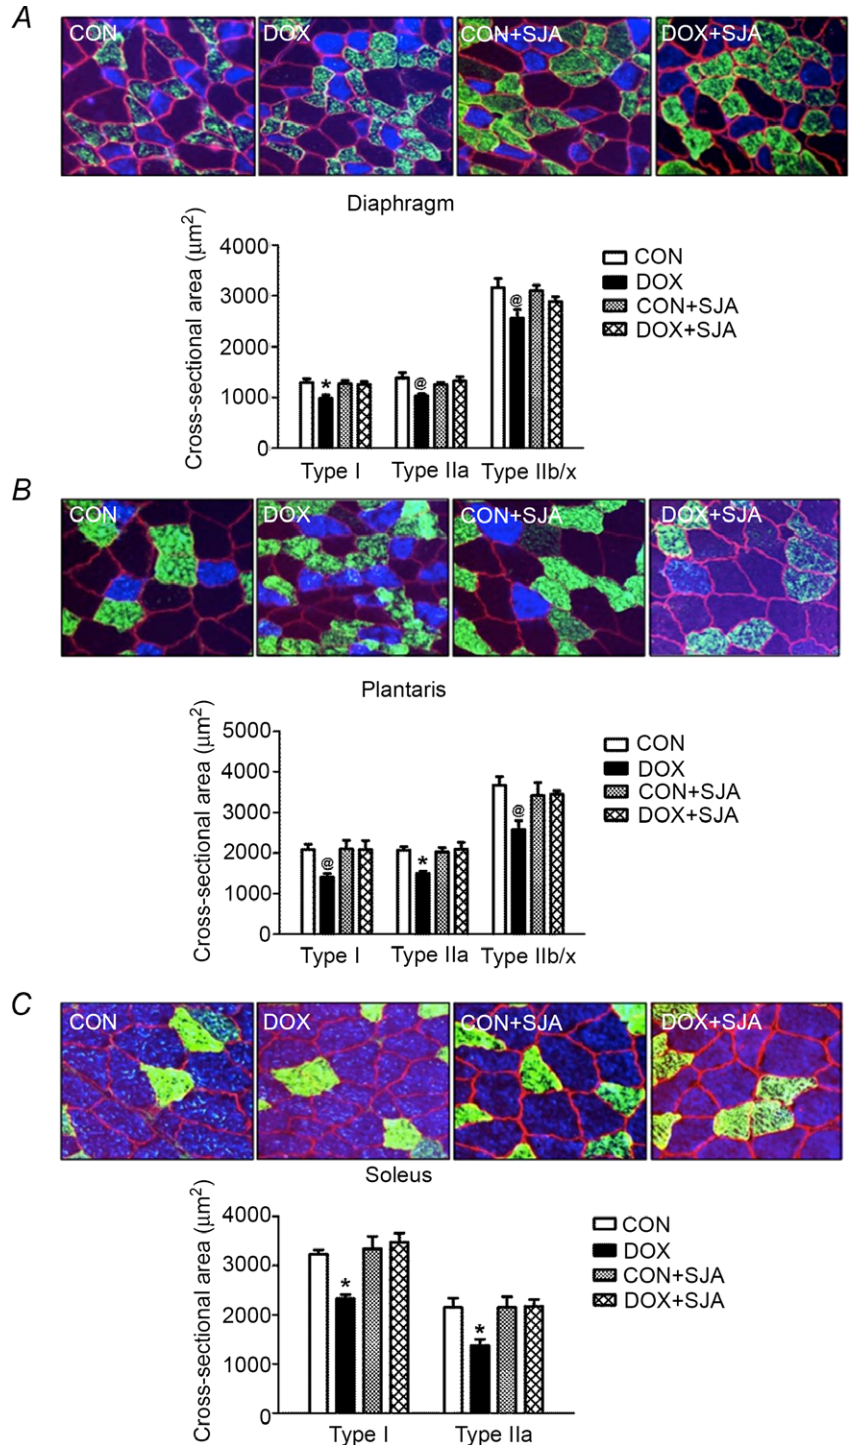 A
CON DOX CON+SJA DOX+SJA
Diaphragm
Cross-sectional area (μm²)
4000
3000
2000
1000
0
@
* @
Type I Type IIa Type IIb/x
CON
DOX
CON+SJA
DOX+SJA
B
CON DOX CON+SJA DOX+SJA
Plantaris
Cross-sectional area (μm²)
5000
4000
3000
2000
1000
0
@
@ *
Type I Type IIa Type IIb/x
CON
DOX
CON+SJA
DOX+SJA
C
CON DOX CON+SJA DOX+SJA
Soleus
Cross-sectional area (μm²)
4000
3000
2000
1000
0
*
*
Type I Type IIa
CON
DOX
CON+SJA
DOX+SJA